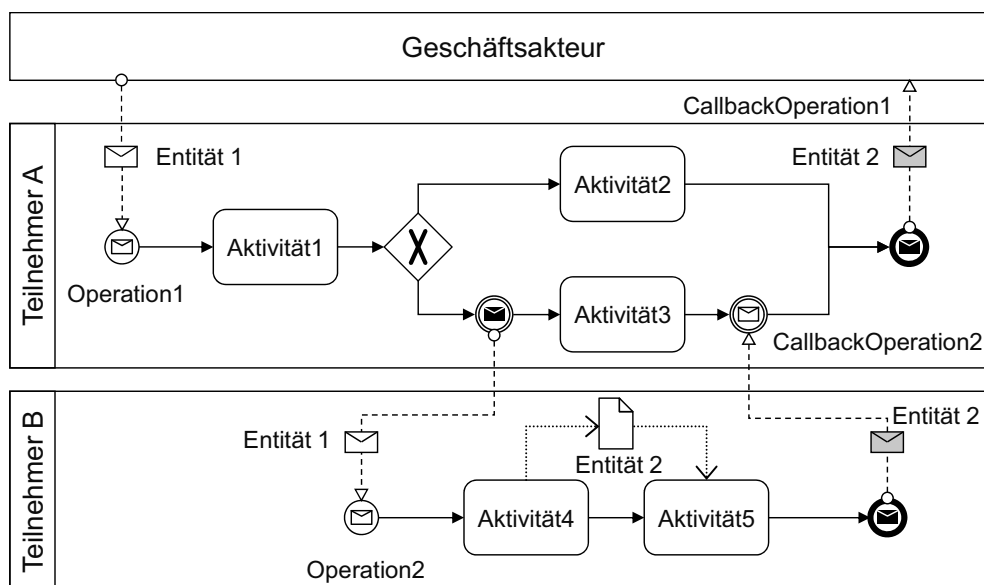 Geschäftsakteur
CallbackOperation1
Teilnehmer A
Entität 1
Entität 2
Aktivität2
Aktivität1
Operation1
Aktivität3
CallbackOperation2
Teilnehmer B
Entität 1
Entität 2
Entität 2
Aktivität4
Aktivität5
Operation2